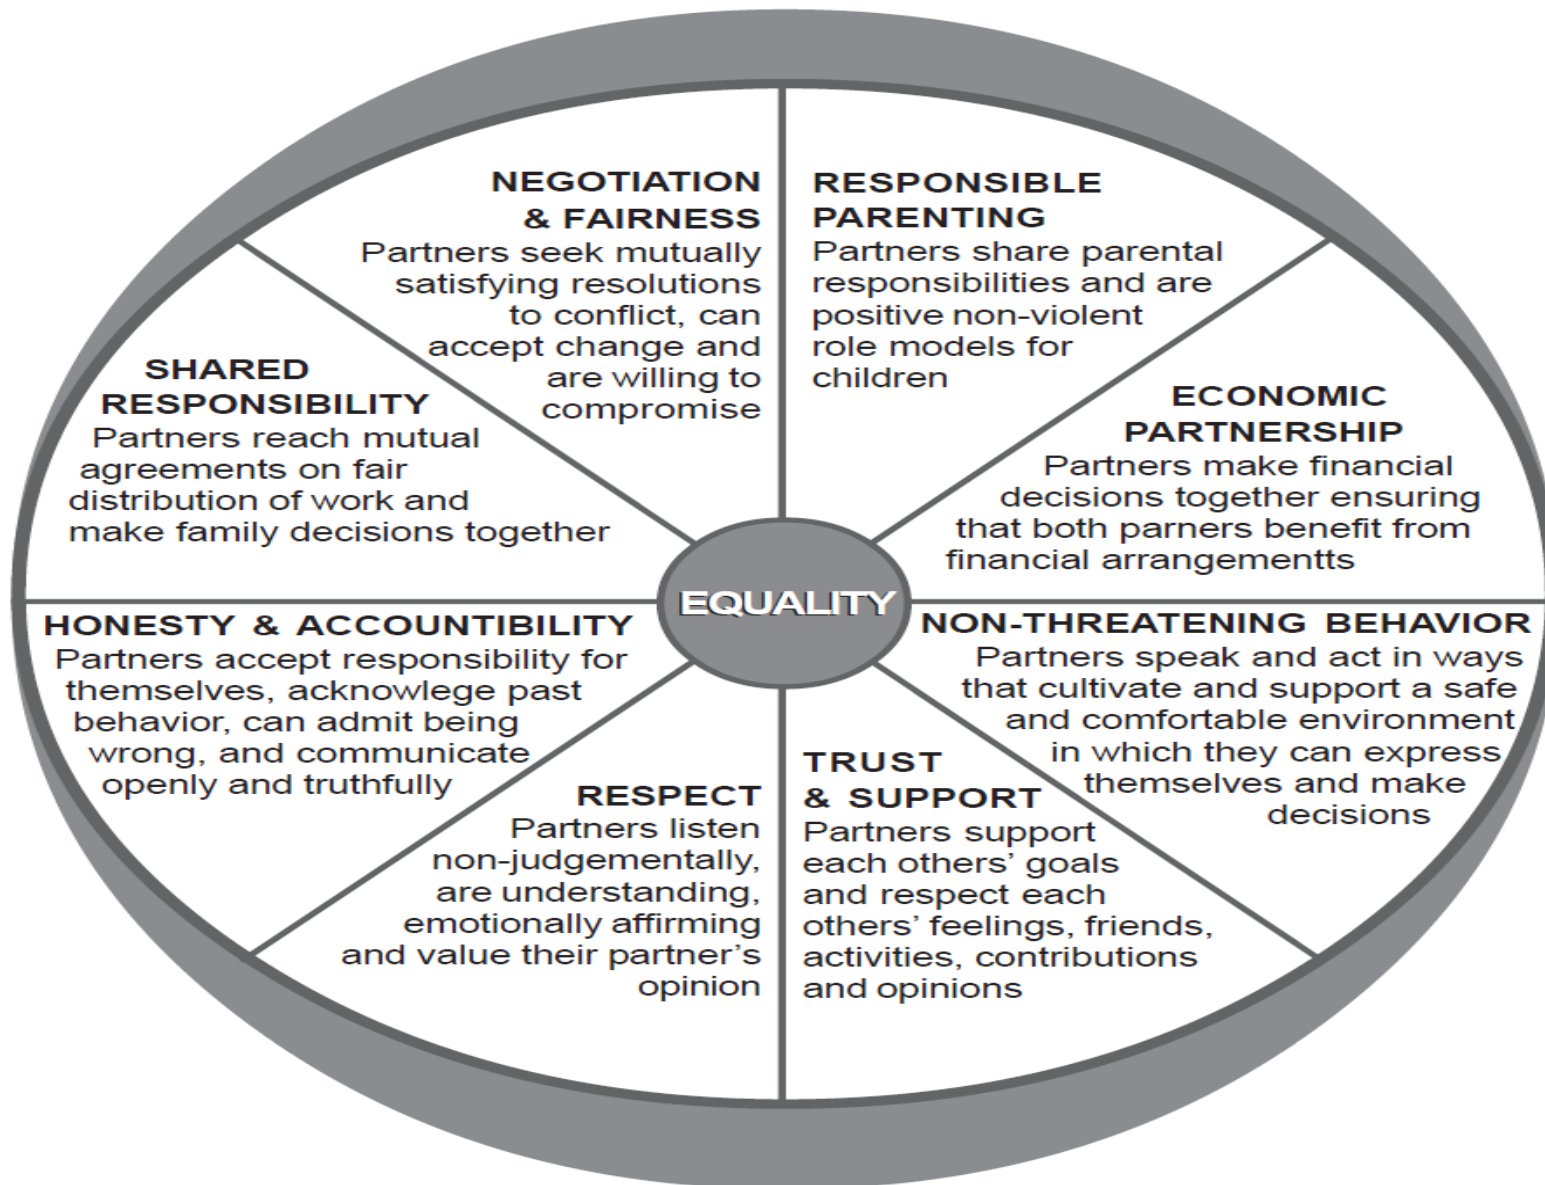 NEGOTIATION
& FAIRNESS
Partners seek mutually
satisfying resolutions
to conflict, can
accept change and
are willing to
compromise
RESPONSIBLE
PARENTING
Partners share parental
responsibilities and are
positive non-violent
role models for
children
SHARED
RESPONSIBILITY
Partners reach mutual
agreements on fair
distribution of work and
make family decisions together
ECONOMIC
PARTNERSHIP
Partners make financial
decisions together ensuring
that both parners benefit from
financial arrangementts
EQUALITY
HONESTY & ACCOUNTIBILITY
Partners accept responsibility for
themselves, acknowlege past
behavior, can admit being
wrong, and communicate
openly and truthfully
NON-THREATENING BEHAVIOR
Partners speak and act in ways
that cultivate and support a safe
and comfortable environment
in which they can express
themselves and make
decisions
RESPECT
Partners listen
non-judgementally,
are understanding,
emotionally affirming
and value their partner’s
opinion
TRUST
& SUPPORT
Partners support
each others’ goals
and respect each
others’ feelings, friends,
activities, contributions
and opinions